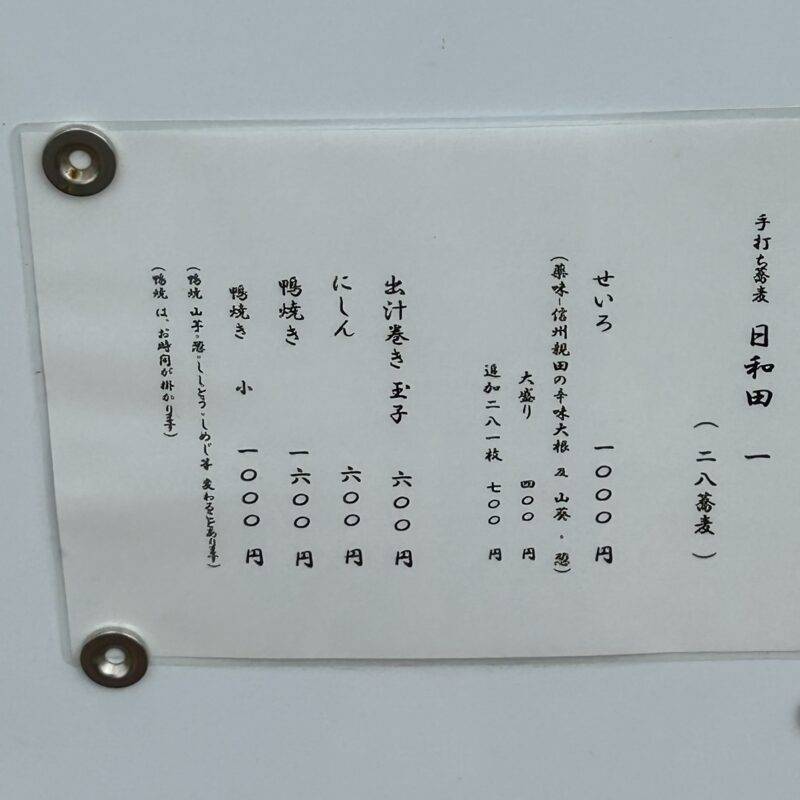 手打ち蕎麦 日和田 一
(二八蕎麦)
せいろ 一〇〇〇円
(薬味-信州親田の辛味大根 及 山葵・葱)
大盛り 四〇〇円
追加二八一枚 七〇〇円
出汁巻き玉子 六〇〇円
にしん 六〇〇円
鴨焼き 一六〇〇円
鴨焼き 小 一〇〇〇円
(鴨焼 山芋・葱・ししとう・しめじ等 変わることあります)
(鴨焼は、お時間が掛かります)